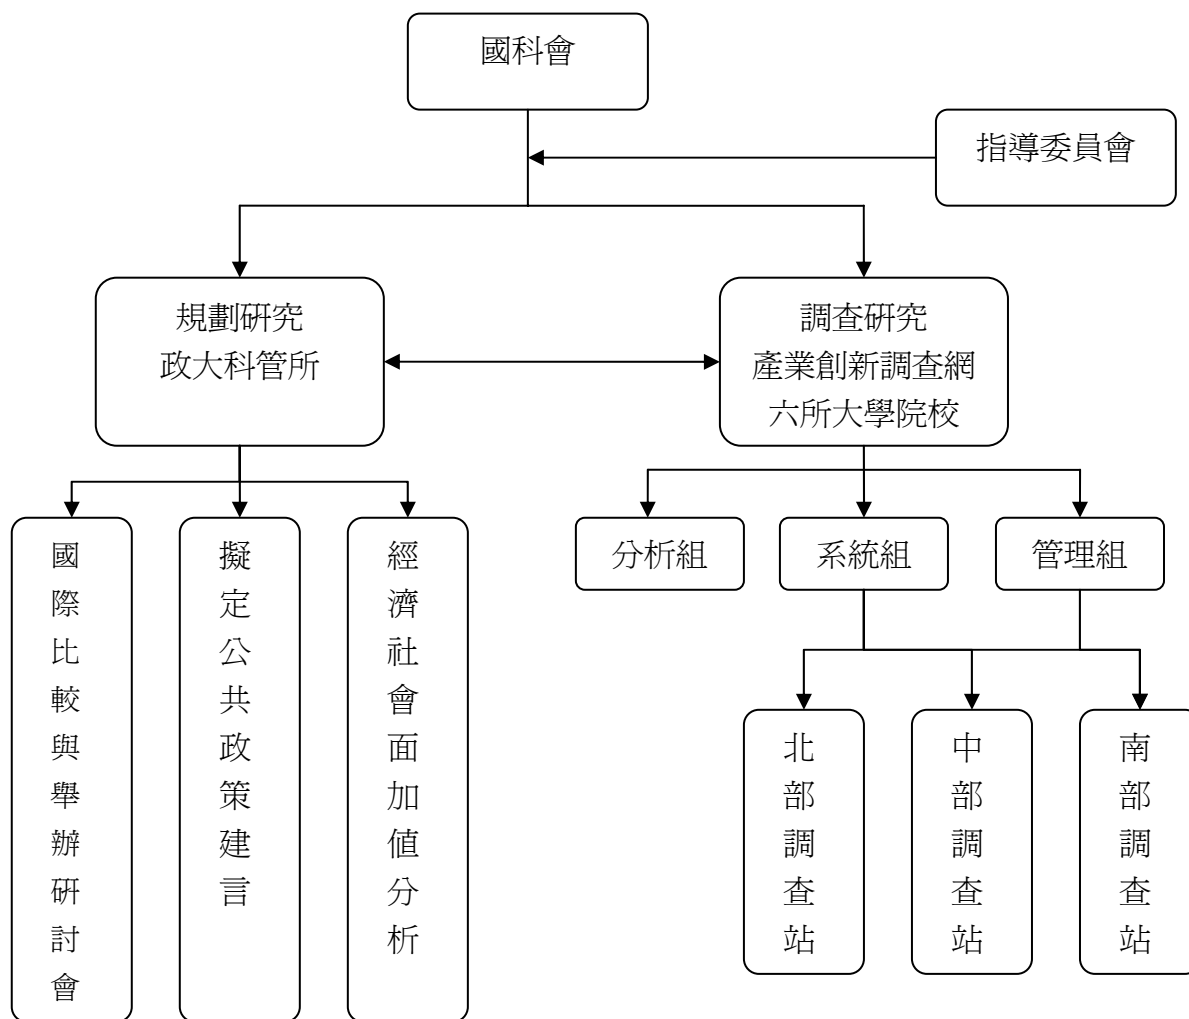 國科會
指導委員會
規劃研究
政大科管所
調查研究
產業創新調查網
六所大學院校
分析組
系統組
管理組
國際比較與舉辦研討會
擬定公共政策建言
經濟社會面加值分析
北部調查站
中部調查站
南部調查站